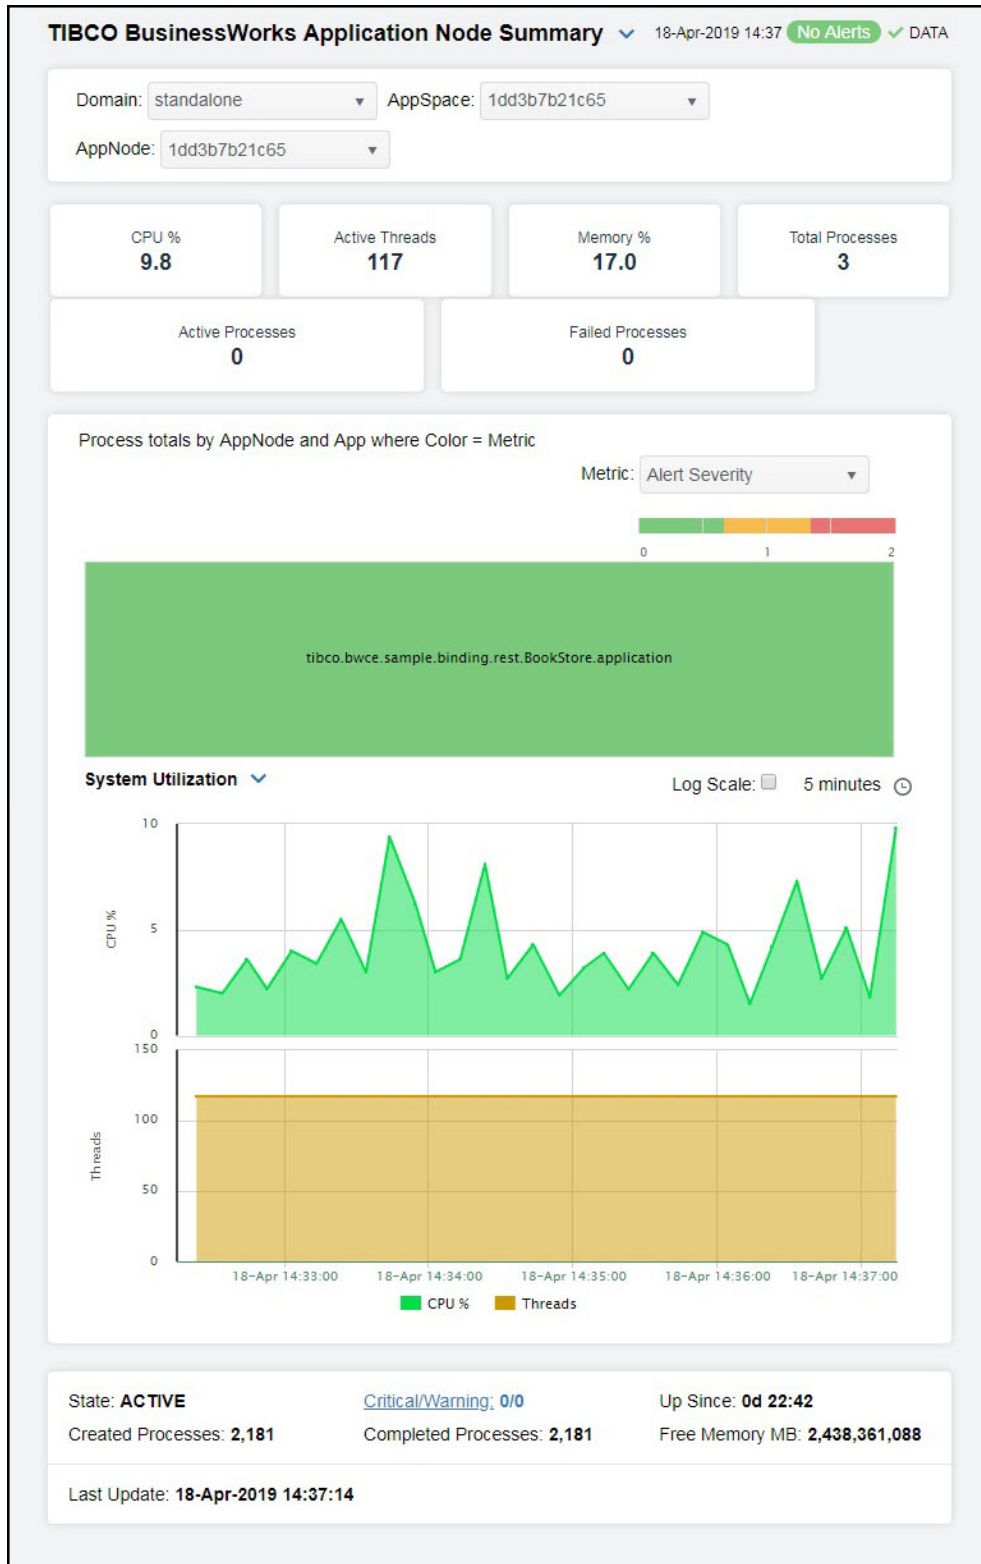 TIBCO BusinessWorks Application Node Summary 18-Apr-2019 14:37 No Alerts DATA
Domain: standalone AppSpace: 1dd3b7b21c65
AppNode: 1dd3b7b21c65
CPU % Active Threads Memory % Total Processes
9.8 117 17.0 3
Active Processes Failed Processes
0 0
Process totals by AppNode and App where Color = Metric
Metric: Alert Severity
0 1 2
tibco.bwce.sample.binding.rest.BookStore.application
System Utilization Log Scale: 5 minutes
10
CPU %
5
0
150
100
Threads
50
0
18-Apr 14:33:00 18-Apr 14:34:00 18-Apr 14:35:00 18-Apr 14:36:00 18-Apr 14:37:00
CPU % Threads
State: ACTIVE Critical/Warning: 0/0 Up Since: 0d 22:42
Created Processes: 2,181 Completed Processes: 2,181 Free Memory MB: 2,438,361,088
Last Update: 18-Apr-2019 14:37:14